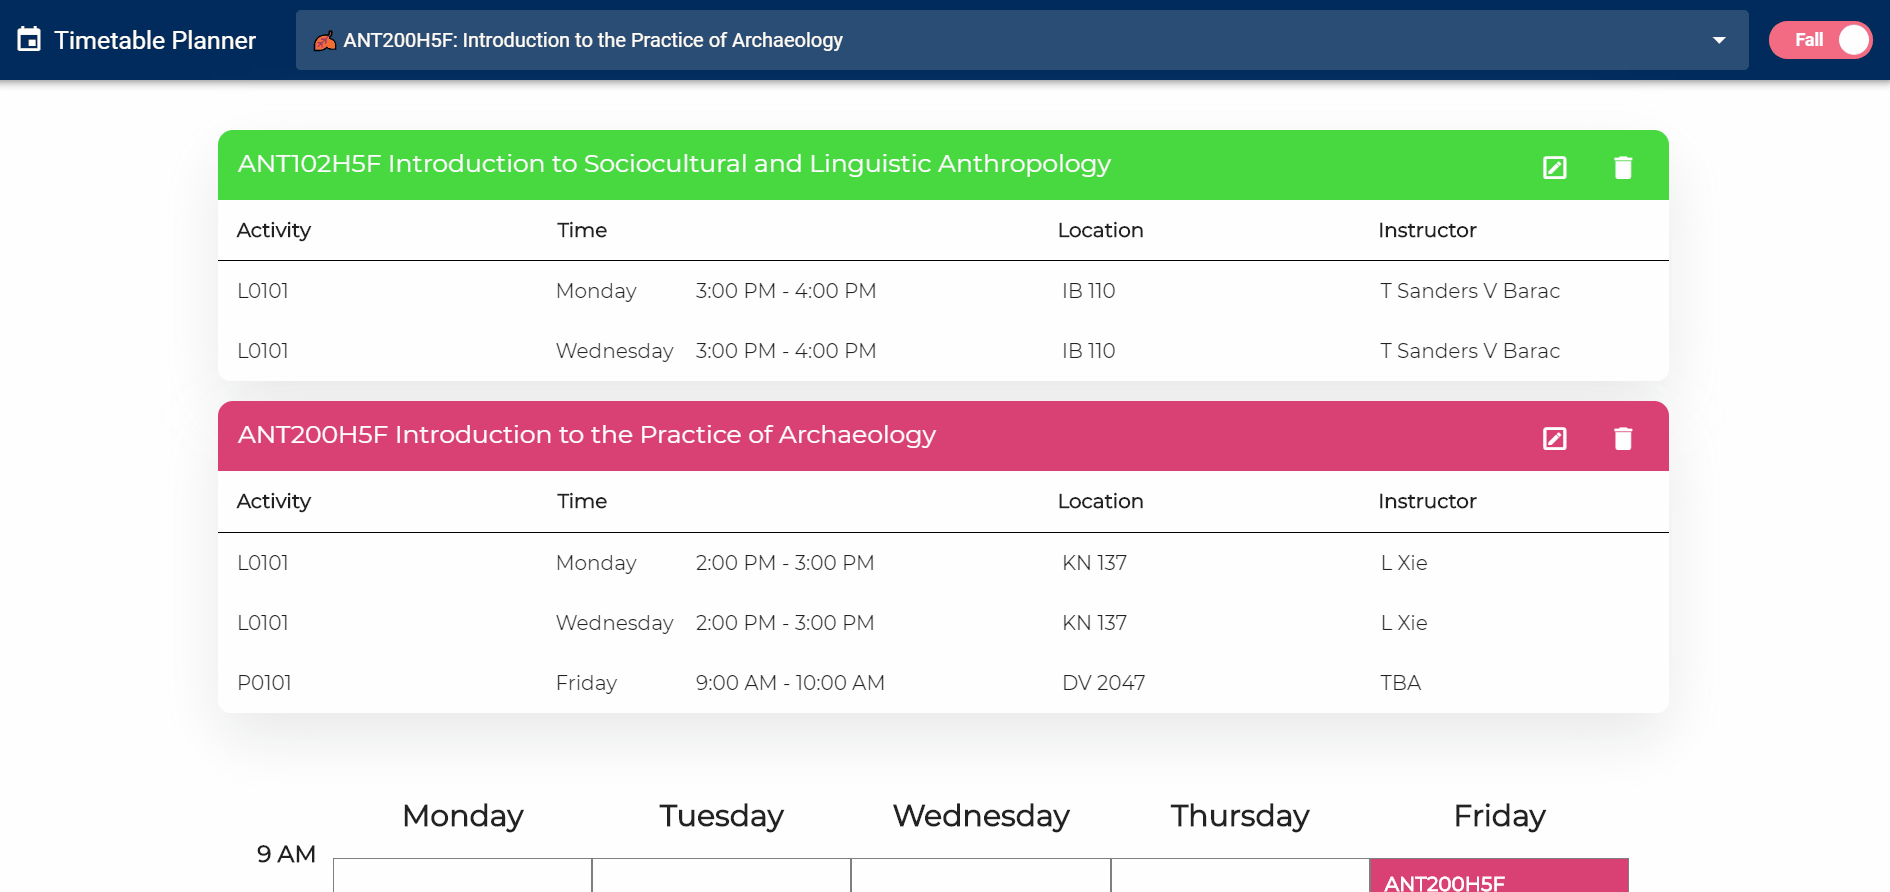 Timetable Planner
ANT200H5F: Introduction to the Practice of Archaeology
Fall
ANT102H5F Introduction to Sociocultural and Linguistic Anthropology
Activity Time Location Instructor
L0101 Monday 3:00 PM - 4:00 PM IB 110 T Sanders V Barac
L0101 Wednesday 3:00 PM - 4:00 PM IB 110 T Sanders V Barac
ANT200H5F Introduction to the Practice of Archaeology
Activity Time Location Instructor
L0101 Monday 2:00 PM - 3:00 PM KN 137 L Xie
L0101 Wednesday 2:00 PM - 3:00 PM KN 137 L Xie
P0101 Friday 9:00 AM - 10:00 AM DV 2047 TBA
Monday Tuesday Wednesday Thursday Friday
9 AM
ANT200H5F